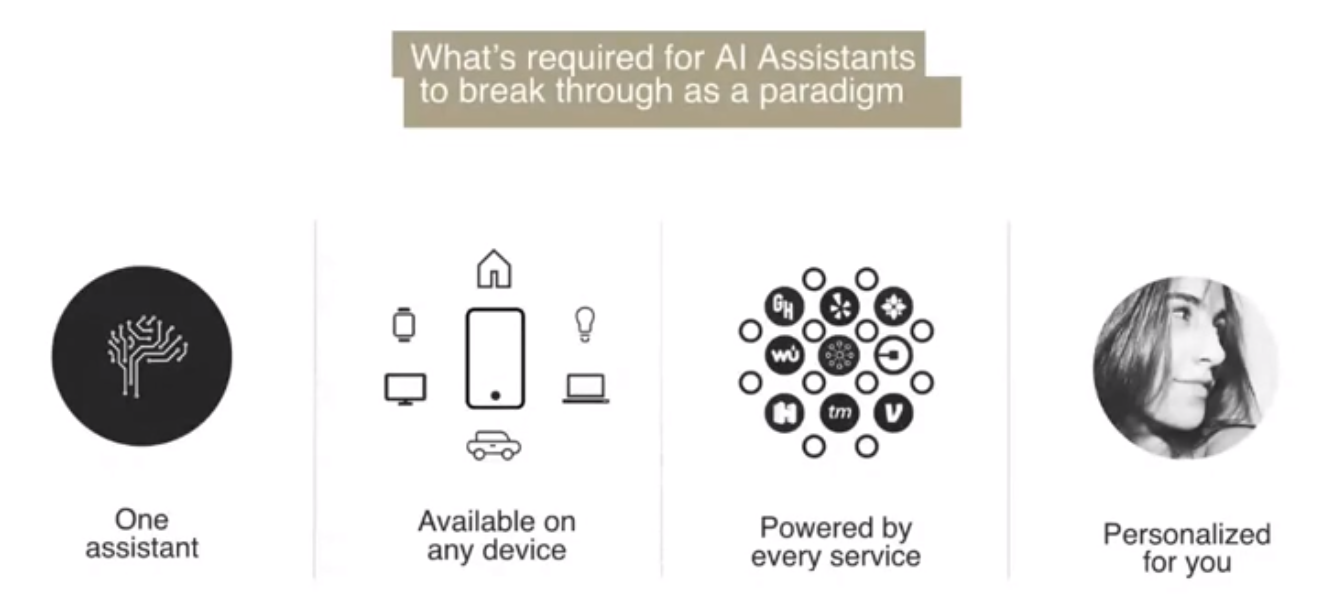 What's required for AI Assistants
to break through as a paradigm
One
assistant
Available on
any device
GH
wu
H
tm
V
Powered by
every service
Personalized
for you